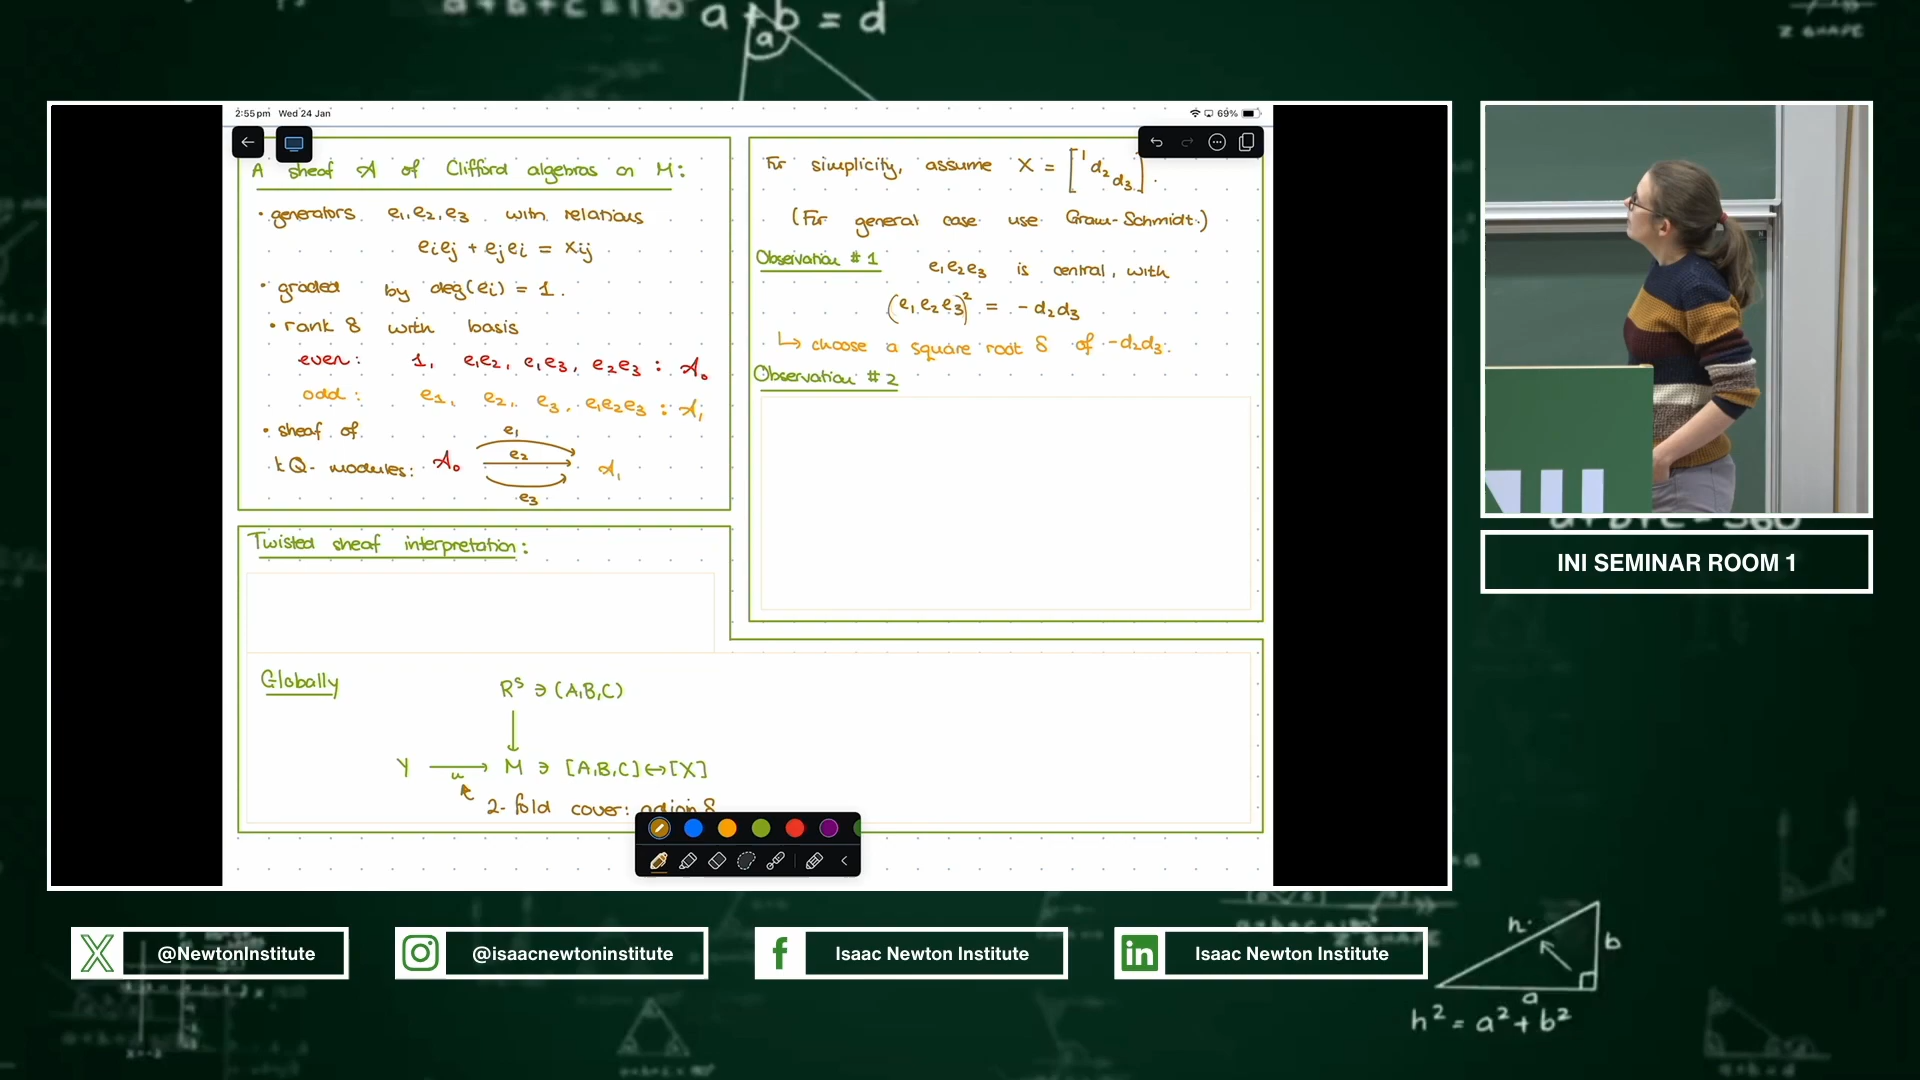 a+b+c=180°
a+b = d
a
Z SHAPE
2:55pm Wed 24 Jan
69%
A sheaf A of Clifford algebras on M:
• generators e1, e2, e3 with relations
eiej + ejei = xij
• graded by deg(ei) = 1.
• rank 8 with basis
even: 1, e1e2, e1e3, e2e3 : A0
odd: e1, e2, e3, e1e2e3 : A1
• sheaf of
kQ-modules: A0 A1
e1
e2
e3
Twisted sheaf interpretation:
For simplicity, assume X = [1 d2 d3].
(For general case use Gram-Schmidt.)
Observation #1
e1e2e3 is central, with
(e1e2e3)² = -d2d3
↳ choose a square root δ of -d2d3.
Observation #2
Globally
Rˢ ∋ (A,B,C)
Y → M ∋ [A,B,C] ↔ [X]
u
2-fold cover:
INI SEMINAR ROOM 1
@NewtonInstitute
@isaacnewtoninstitute
Isaac Newton Institute
Isaac Newton Institute
h
b
a
h² = a² + b²